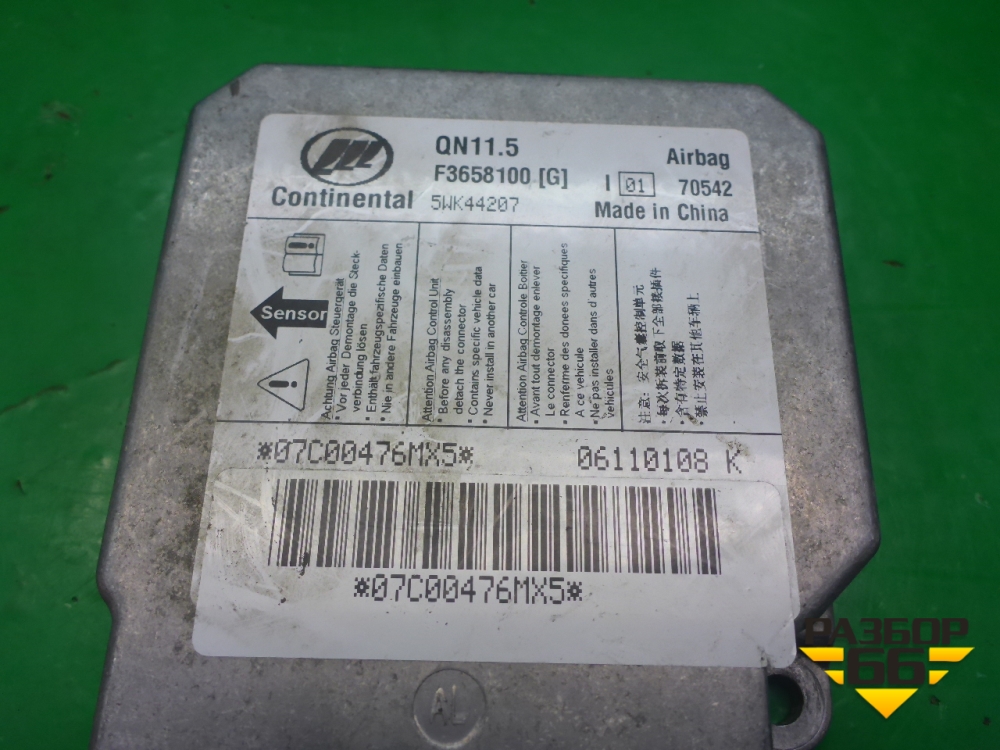 QN11.5
F3658100 [G]
Airbag
Continental
5WK44207
I 01 70542
Made in China
Sensor
Achtung Airbag Steuergerät
• Vor jeder Demontage die Steck-
verbindung lösen
• Enthält fahrzeugspezifische Daten
• Nie in andere Fahrzeuge einbauen
Attention Airbag Control Unit
• Before any disassembly
detach the connector
• Contains specific vehicle data
• Never install in another car
Attention Airbag Controle Boitier
• Avant tout demontage enlever
Le connector
• Renferme des donees specifiques
A ce vehicule
• Ne pas installer dans d'autres
vehicules
注意: 安全气囊控制单元
• 每次拆装前取下全部接插件
• 含有特定数据
• 禁止安装在其他车辆上
*07C00476MX5*
06110108 K
*07C00476MX5*
AL
РАЗБОР
66